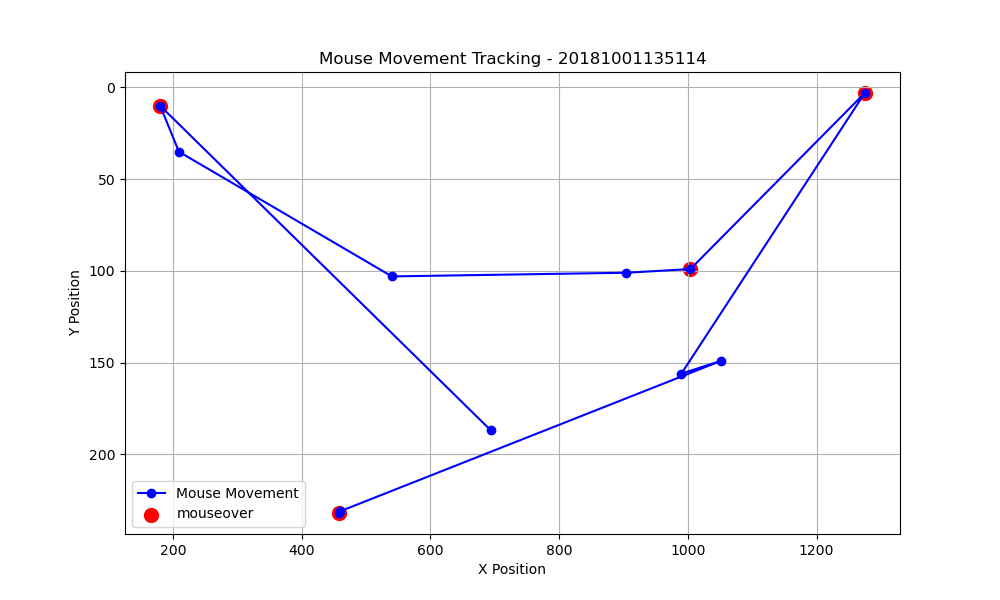 Mouse Movement Tracking - 20181001135114
0
50
100
150
200
Y Position
Mouse Movement
mouseover
200 400 600 800 1000 1200
X Position